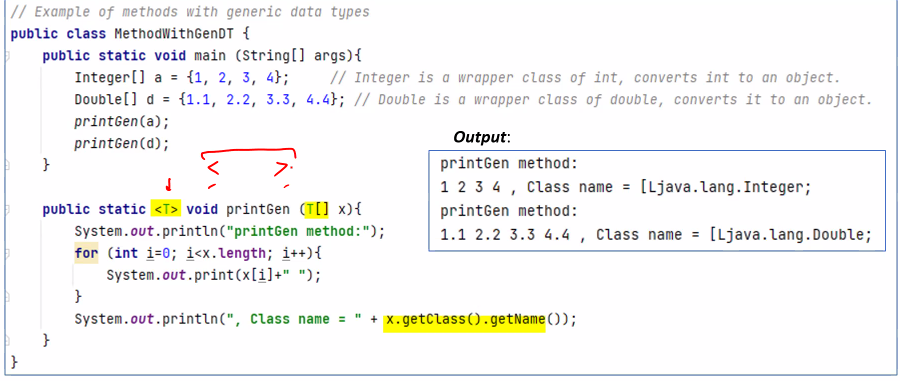 // Example of methods with generic data types
public class MethodWithGenDT {
    public static void main (String[] args){
        Integer[] a = {1, 2, 3, 4};     // Integer is a wrapper class of int, converts int to an object.
        Double[] d = {1.1, 2.2, 3.3, 4.4}; // Double is a wrapper class of double, converts it to an object.
        printGen(a);
        printGen(d);
    }
< >
    public static <T> void printGen (T[] x){
        System.out.println("printGen method:");
        for (int i=0; i<x.length; i++){
            System.out.print(x[i]+" ");
        }
        System.out.println(", Class name = " + x.getClass().getName());
    }
}
Output:
printGen method:
1 2 3 4 , Class name = [Ljava.lang.Integer;
printGen method:
1.1 2.2 3.3 4.4 , Class name = [Ljava.lang.Double;